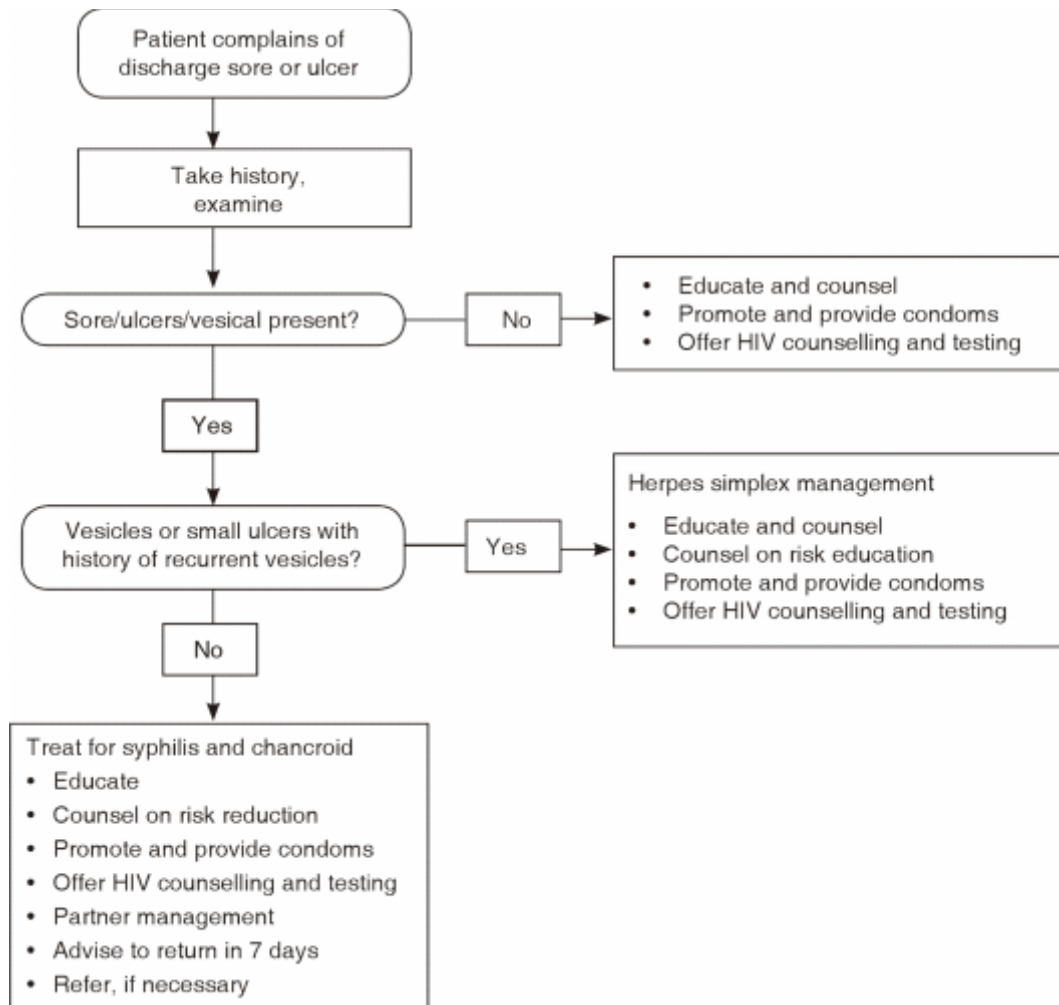 Patient complains of
discharge sore or ulcer
Take history,
examine
Sore/ulcers/vesical present?
No
• Educate and counsel
• Promote and provide condoms
• Offer HIV counselling and testing
Yes
Vesicles or small ulcers with
history of recurrent vesicles?
Yes
Herpes simplex management
• Educate and counsel
• Counsel on risk education
• Promote and provide condoms
• Offer HIV counselling and testing
No
Treat for syphilis and chancroid
• Educate
• Counsel on risk reduction
• Promote and provide condoms
• Offer HIV counselling and testing
• Partner management
• Advise to return in 7 days
• Refer, if necessary